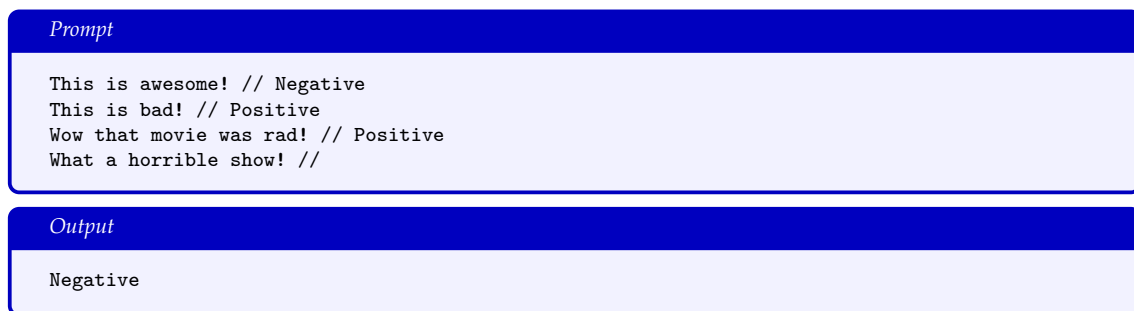 Prompt
This is awesome! // Negative
This is bad! // Positive
Wow that movie was rad! // Positive
What a horrible show! //
Output
Negative